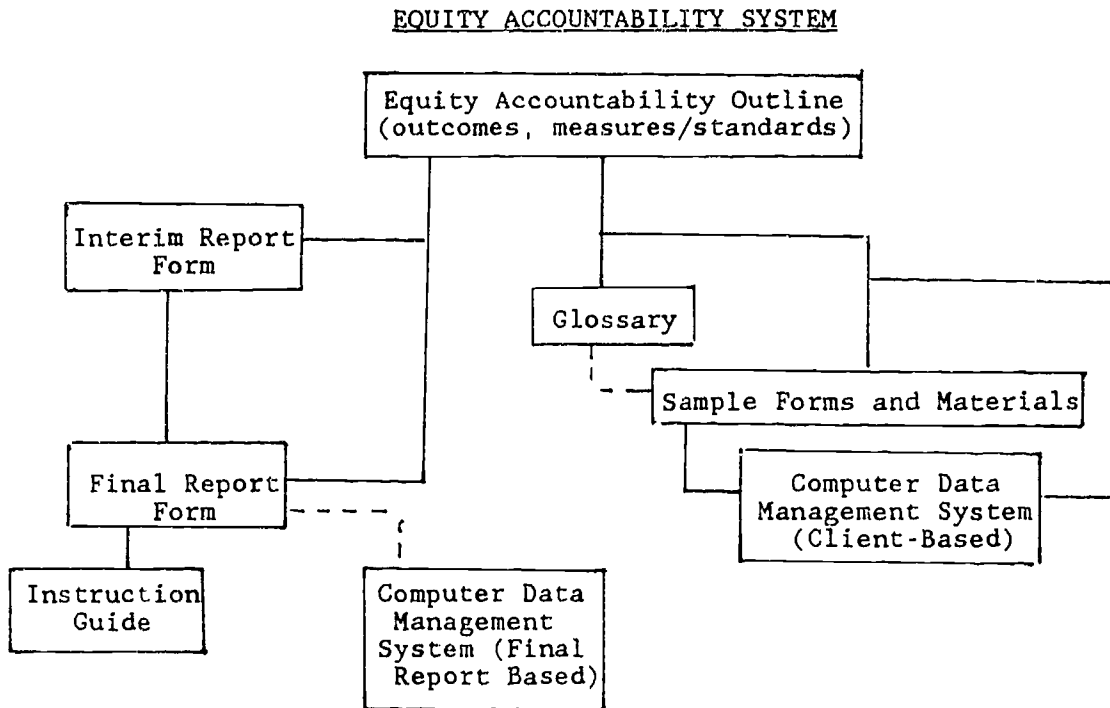 EQUITY ACCOUNTABILITY SYSTEM
Equity Accountability Outline
(outcomes, measures/standards)
Interim Report
Form
Glossary
Sample Forms and Materials
Final Report
Form
Computer Data
Management System
(Client-Based)
Instruction
Guide
Computer Data
Management
System (Final
Report Based)